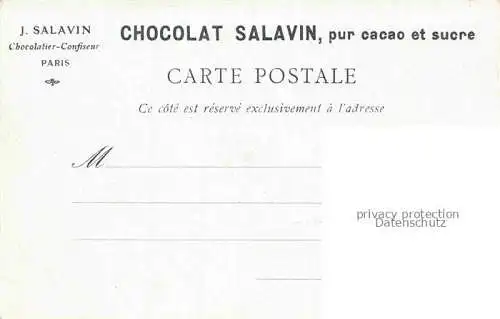 J. SALAVIN
Chocolatier-Confiseur
PARIS
CHOCOLAT SALAVIN, pur cacao et sucre
CARTE POSTALE
Ce côté est réservé exclusivement à l'adresse
M
privacy protection
Datenschutz